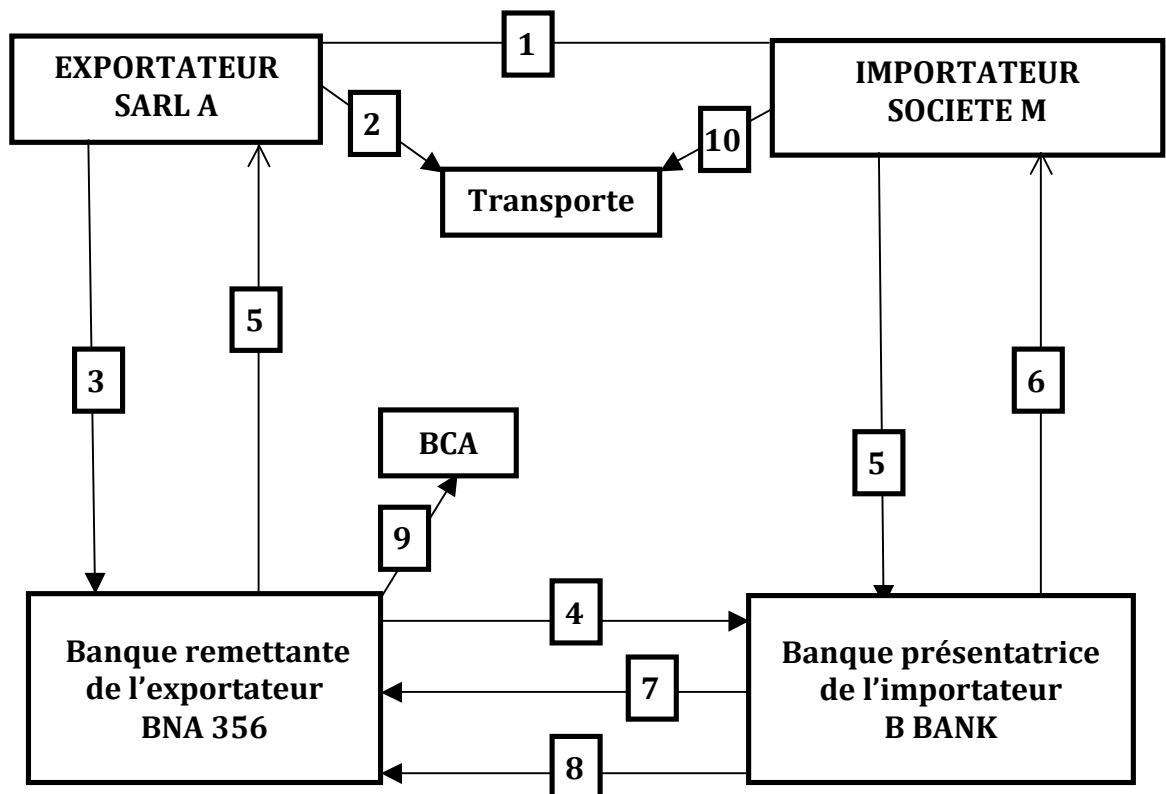 1
EXPORTATEUR
SARL A
IMPORTATEUR
SOCIETE M
2
10
Transporte
5
3
6
BCA
5
9
4
Banque remettante
de l’exportateur
BNA 356
Banque présentatrice
de l’importateur
B BANK
7
8